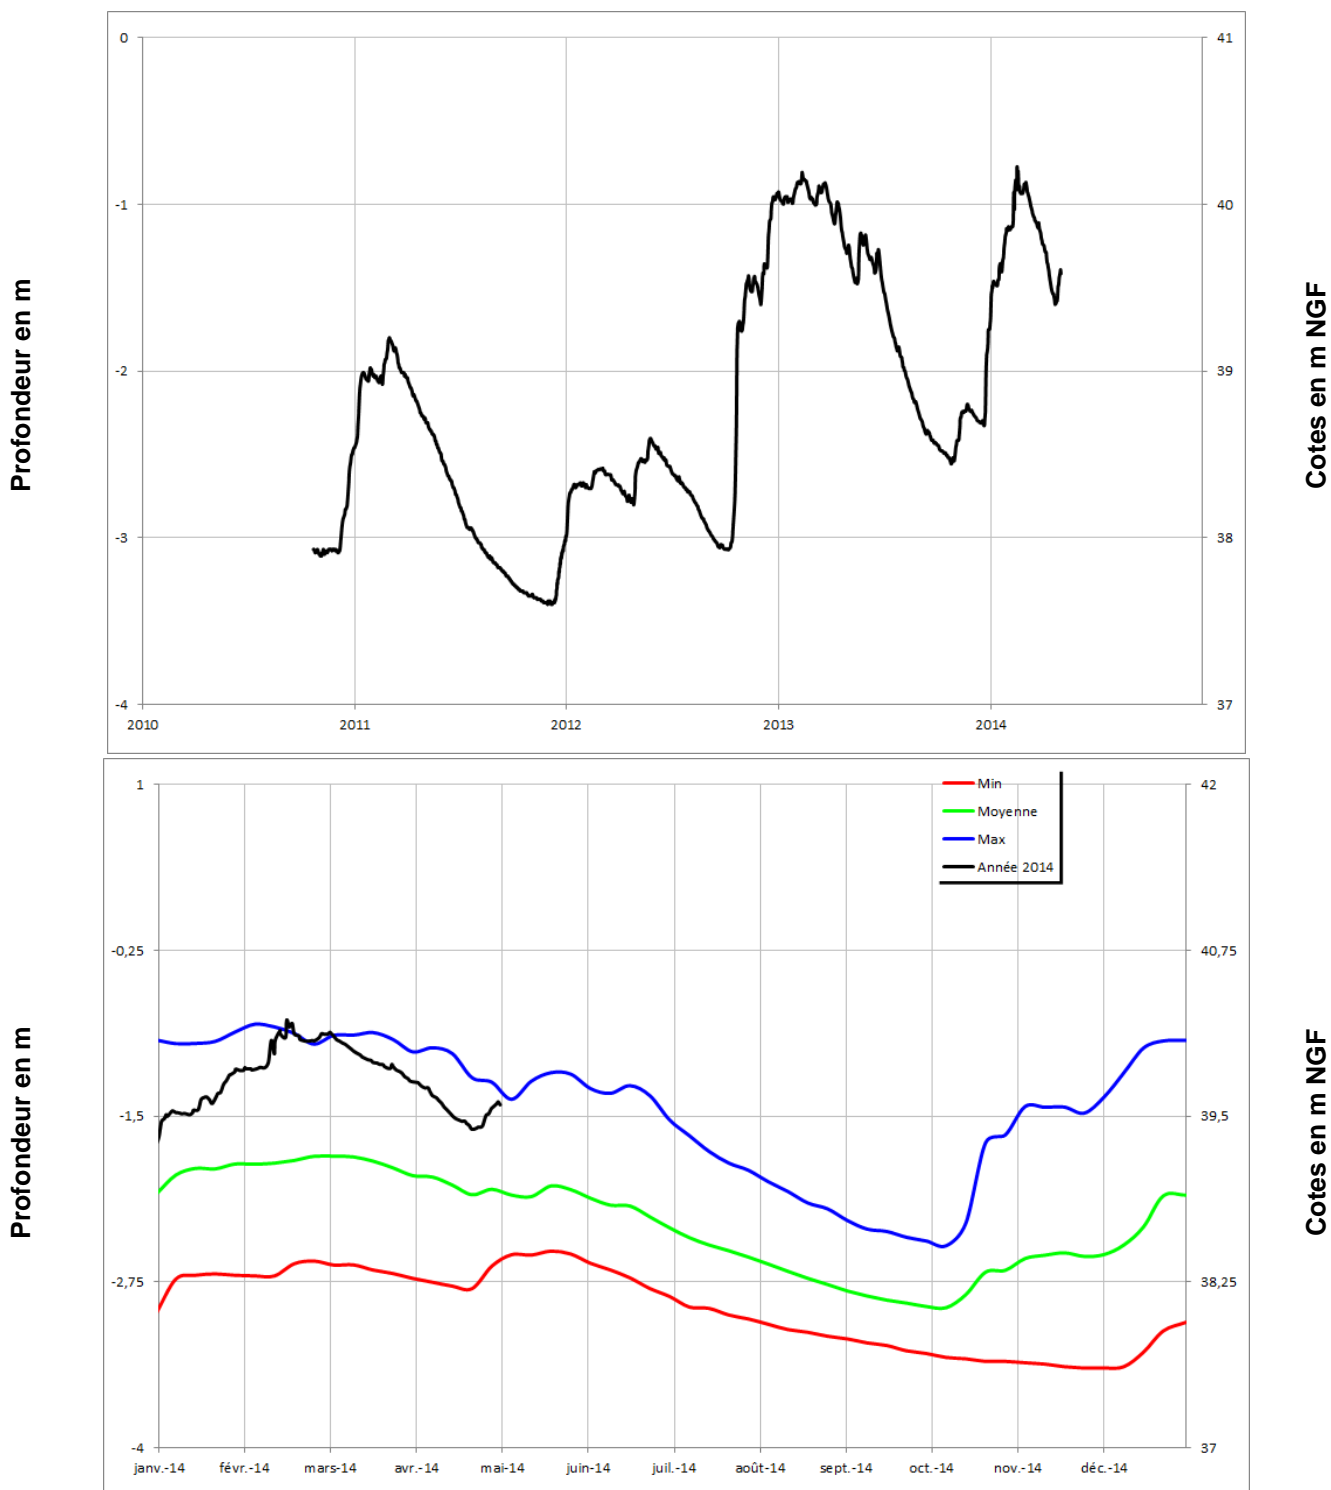 0
-1
-2
-3
-4
41
40
39
38
37
2010
2011
2012
2013
2014
Profondeur en m
Cotes en m NGF
1
-0,25
-1,5
-2,75
-4
42
40,75
39,5
38,25
37
Min
Moyenne
Max
Année 2014
janv.-14
févr.-14
mars-14
avr.-14
mai-14
juin-14
juil.-14
août-14
sept.-14
oct.-14
nov.-14
déc.-14
Profondeur en m
Cotes en m NGF